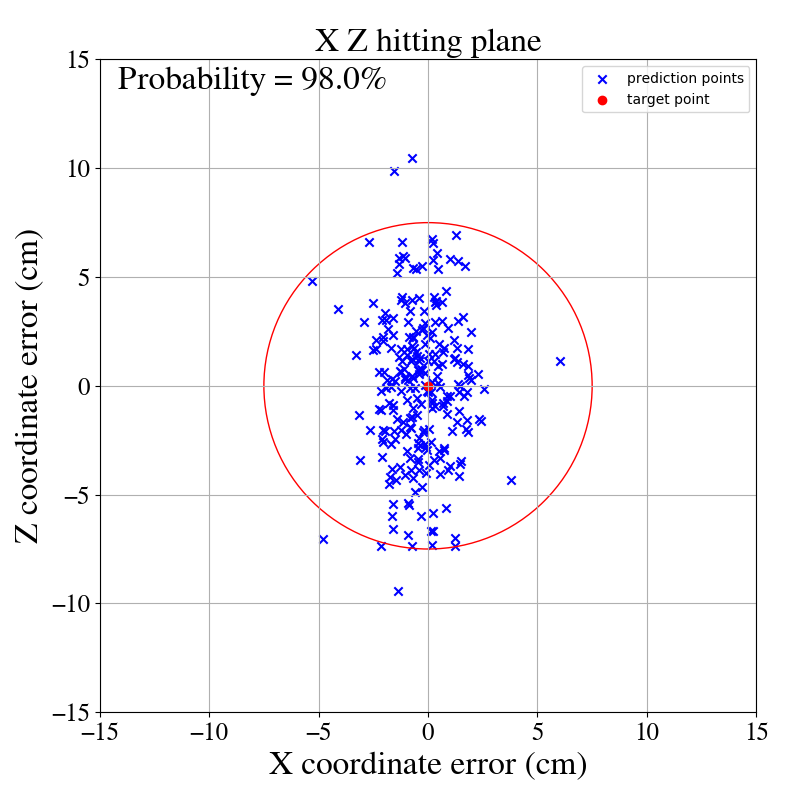 X Z hitting plane
Probability = 98.0%
prediction points
target point
Z coordinate error (cm)
15
10
5
0
−5
−10
−15
−15
−10
−5
0
5
10
15
X coordinate error (cm)